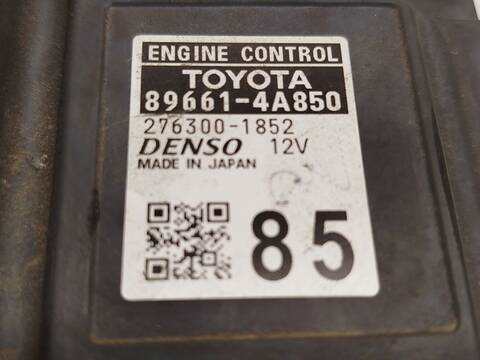 ENGINE CONTROL
TOYOTA
89661-4A850
276300-1852
DENSO 12V
MADE IN JAPAN
85